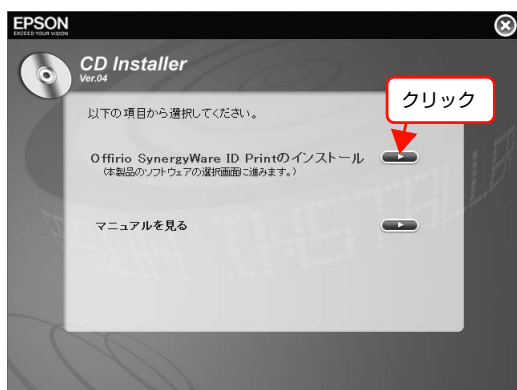 EPSON
EXCEED YOUR VISION
CD Installer
Ver.04
以下の項目から選択してください。
クリック
Offirio SynergyWare ID Printのインストール
(本製品のソフトウェアの選択画面に進みます。)
マニュアルを見る